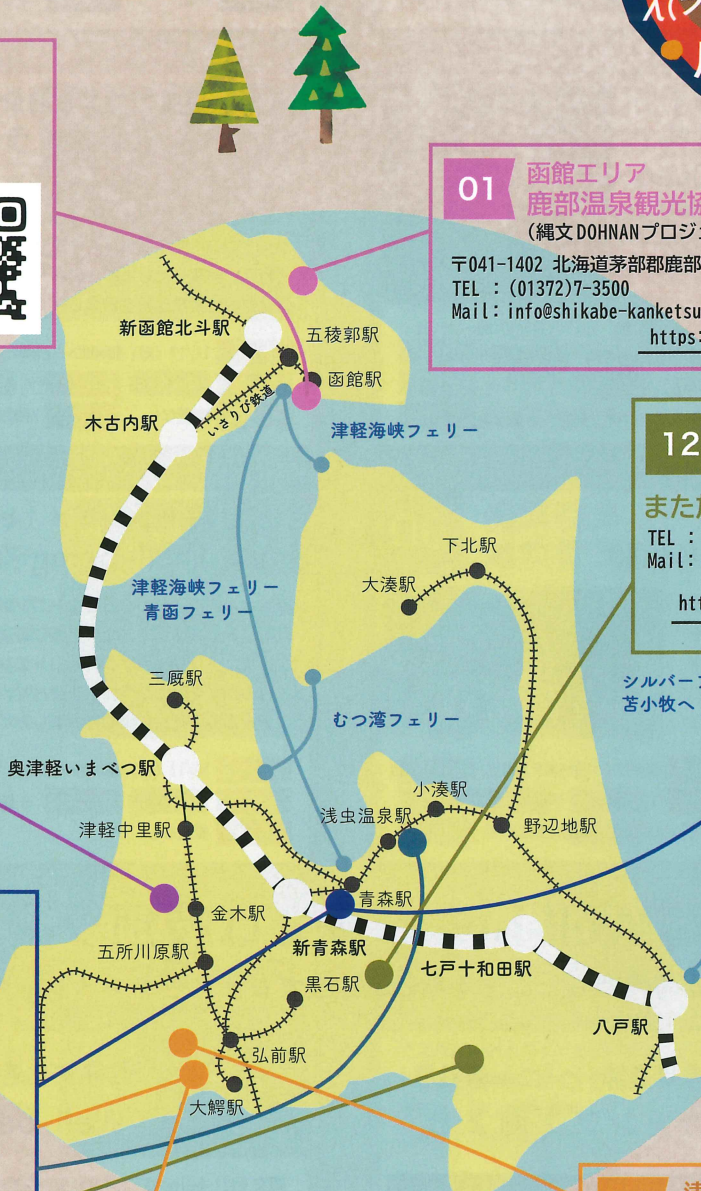 01
函館エリア
鹿部温泉観光協
(縄文DOHNANプロジ
〒041-1402 北海道茅部郡鹿部
TEL : (01372)7-3500
Mail: info@shikabe-kanketsu
https:
新函館北斗駅
五稜郭駅
函館駅
いさりび鉄道
木古内駅
津軽海峡フェリー
12
また
TEL :
Mail:
htt
下北駅
大湊駅
津軽海峡フェリー
青函フェリー
三厩駅
シルバーフ
苫小牧へ
むつ湾フェリー
奥津軽いまべつ駅
小湊駅
浅虫温泉駅
野辺地駅
津軽中里駅
青森駅
金木駅
新青森駅
五所川原駅
七戸十和田駅
黒石駅
八戸駅
弘前駅
大鰐駅